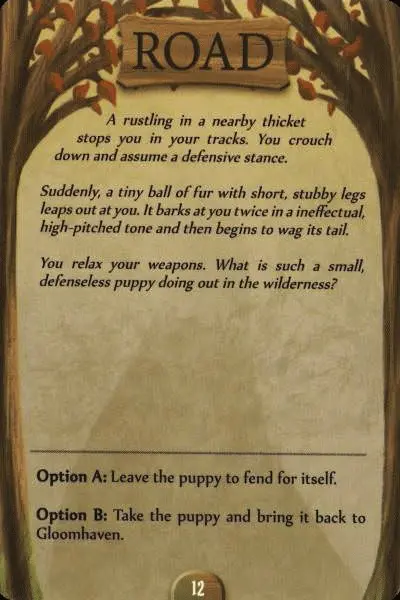 ROAD
A rustling in a nearby thicket
stops you in your tracks. You crouch
down and assume a defensive stance.
Suddenly, a tiny ball of fur with short, stubby legs
leaps out at you. It barks at you twice in a ineffectual,
high-pitched tone and then begins to wag its tail.
You relax your weapons. What is such a small,
defenseless puppy doing out in the wilderness?
Option A: Leave the puppy to fend for itself.
Option B: Take the puppy and bring it back to
Gloomhaven.
12